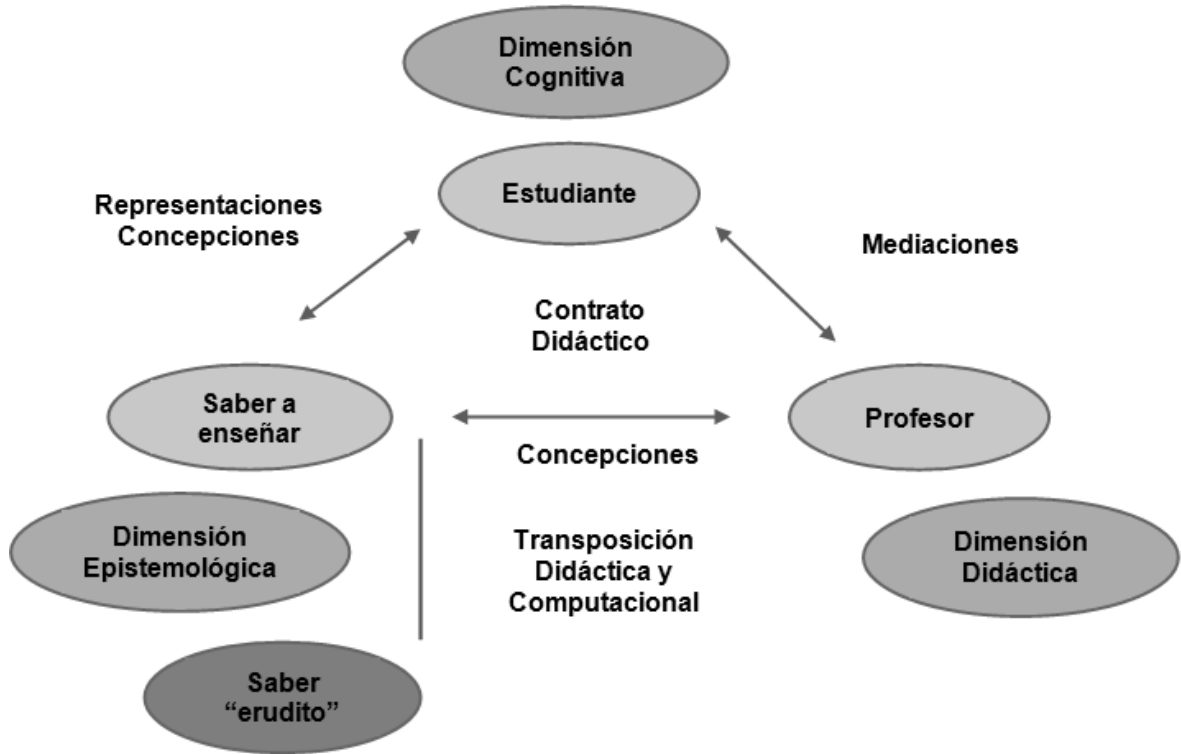 Dimensión
Cognitiva
Estudiante
Representaciones
Concepciones
Mediaciones
Contrato
Didáctico
Saber a
enseñar
Profesor
Concepciones
Dimensión
Epistemológica
Transposición
Didáctica y
Computacional
Dimensión
Didáctica
Saber
“erudito”